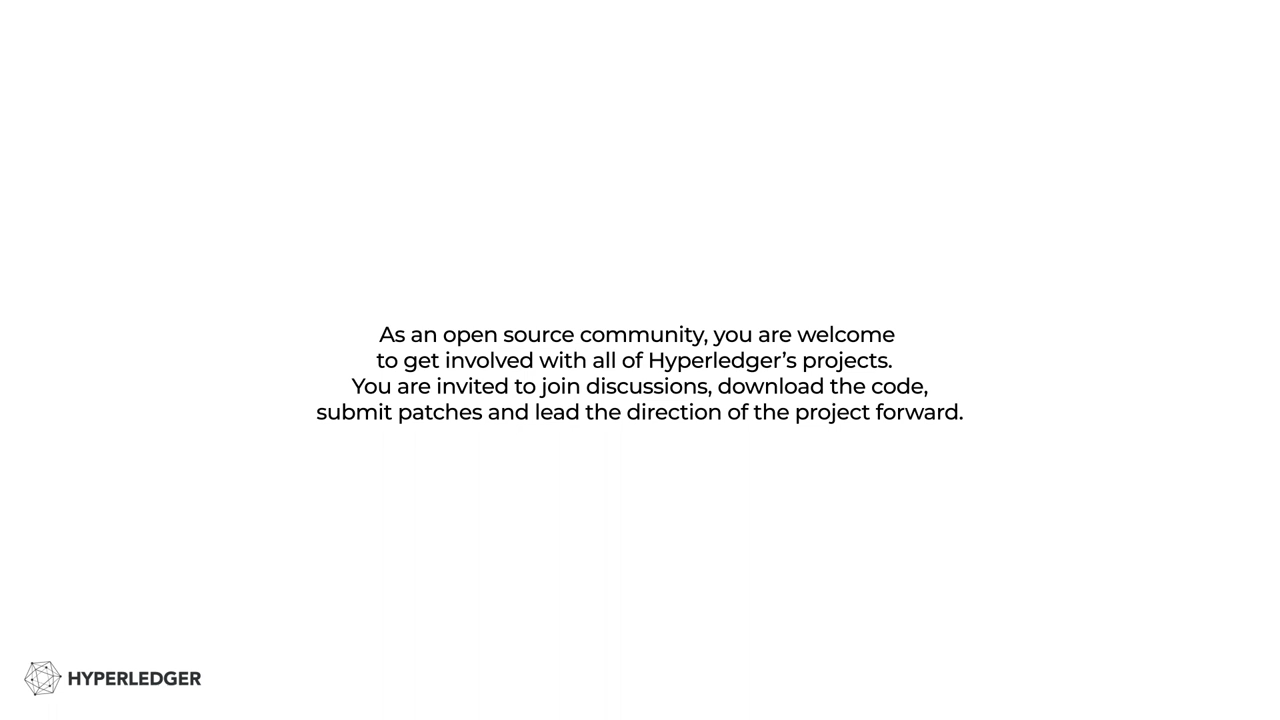 As an open source community, you are welcome
to get involved with all of Hyperledger’s projects.
You are invited to join discussions, download the code,
submit patches and lead the direction of the project forward.
HYPERLEDGER